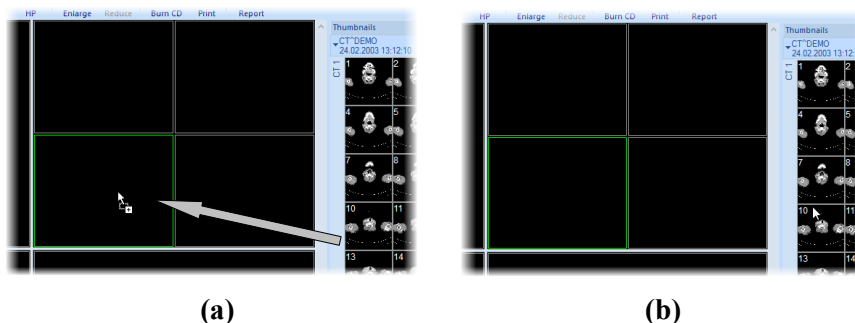 HP Enlarge Reduce Burn CD Print Report
Thumbnails
CT^DEMO
24.02.2003 13:12:10
CT 1
1 2
4 5
7 8
10 11
13 14
(a)
HP Enlarge Reduce Burn CD Print Report
Thumbnails
CT^DEMO
24.02.2003 13:12:
CT 1
1 2
4 5
7 8
10 11
13 14
(b)